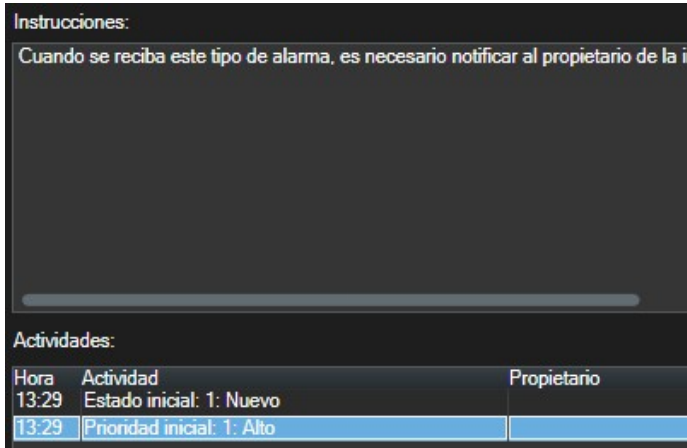 Instrucciones:
Cuando se reciba este tipo de alarma, es necesario notificar al propietario de la i
Actividades:
Hora Actividad Propietario
13:29 Estado inicial: 1: Nuevo
13:29 Prioridad inicial: 1: Alto